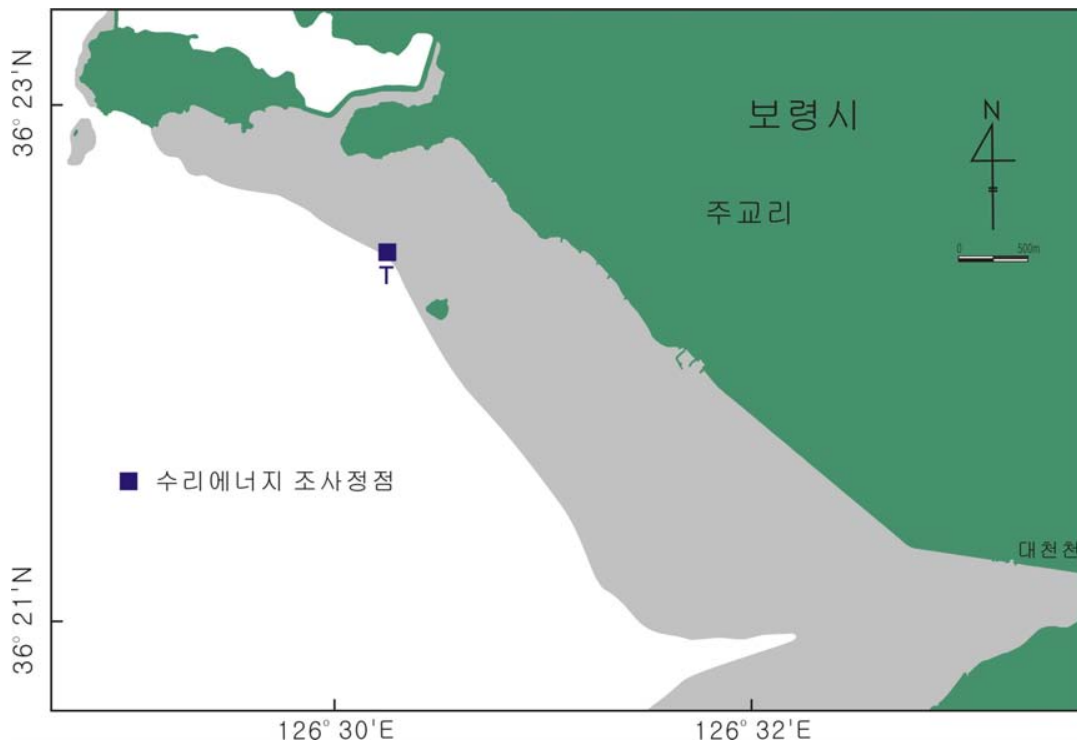 36° 23'N
보령시
N
주교리
0 500m
T
수리에너지 조사정점
대천천
36° 21'N
126° 30'E
126° 32'E